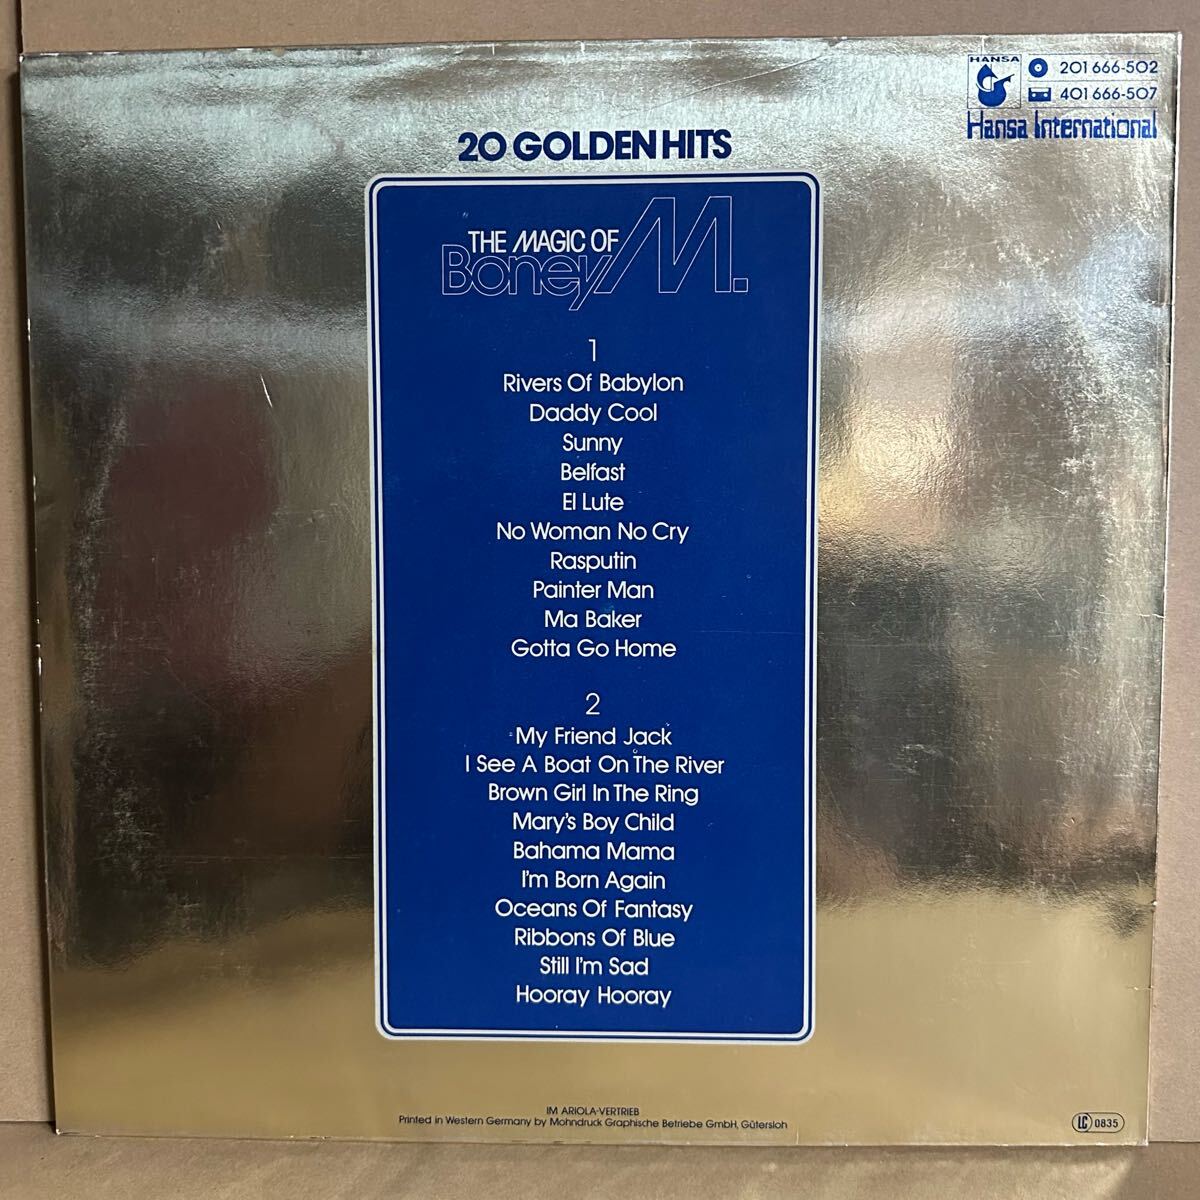 HANSA
201 666-502
401 666-507
Hansa International
20 GOLDEN HITS
THE MAGIC OF
Boney M.
1
Rivers Of Babylon
Daddy Cool
Sunny
Belfast
El Lute
No Woman No Cry
Rasputin
Painter Man
Ma Baker
Gotta Go Home
2
My Friend Jack
I See A Boat On The River
Brown Girl In The Ring
Mary's Boy Child
Bahama Mama
I'm Born Again
Oceans Of Fantasy
Ribbons Of Blue
Still I'm Sad
Hooray Hooray
IM ARIOLA-VERTRIEB
Printed in Western Germany by Mohndruck Graphische Betriebe GmbH, Gütersloh
LC 0835